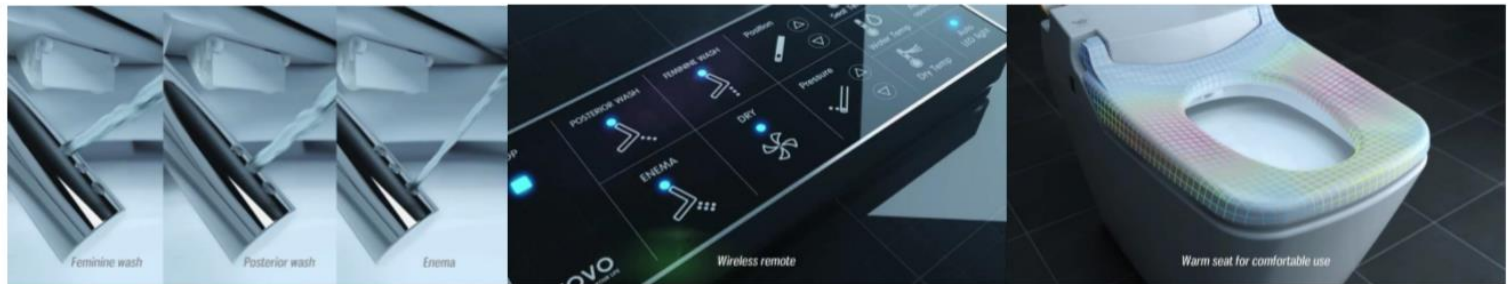 Feminine wash
Posterior wash
Enema
POSTERIOR WASH
FEMININE WASH
Position
Water Temp
Auto
LED light
ENEMA
DRY
Pressure
Dry Temp
OVO
Wireless remote
Warm seat for comfortable use